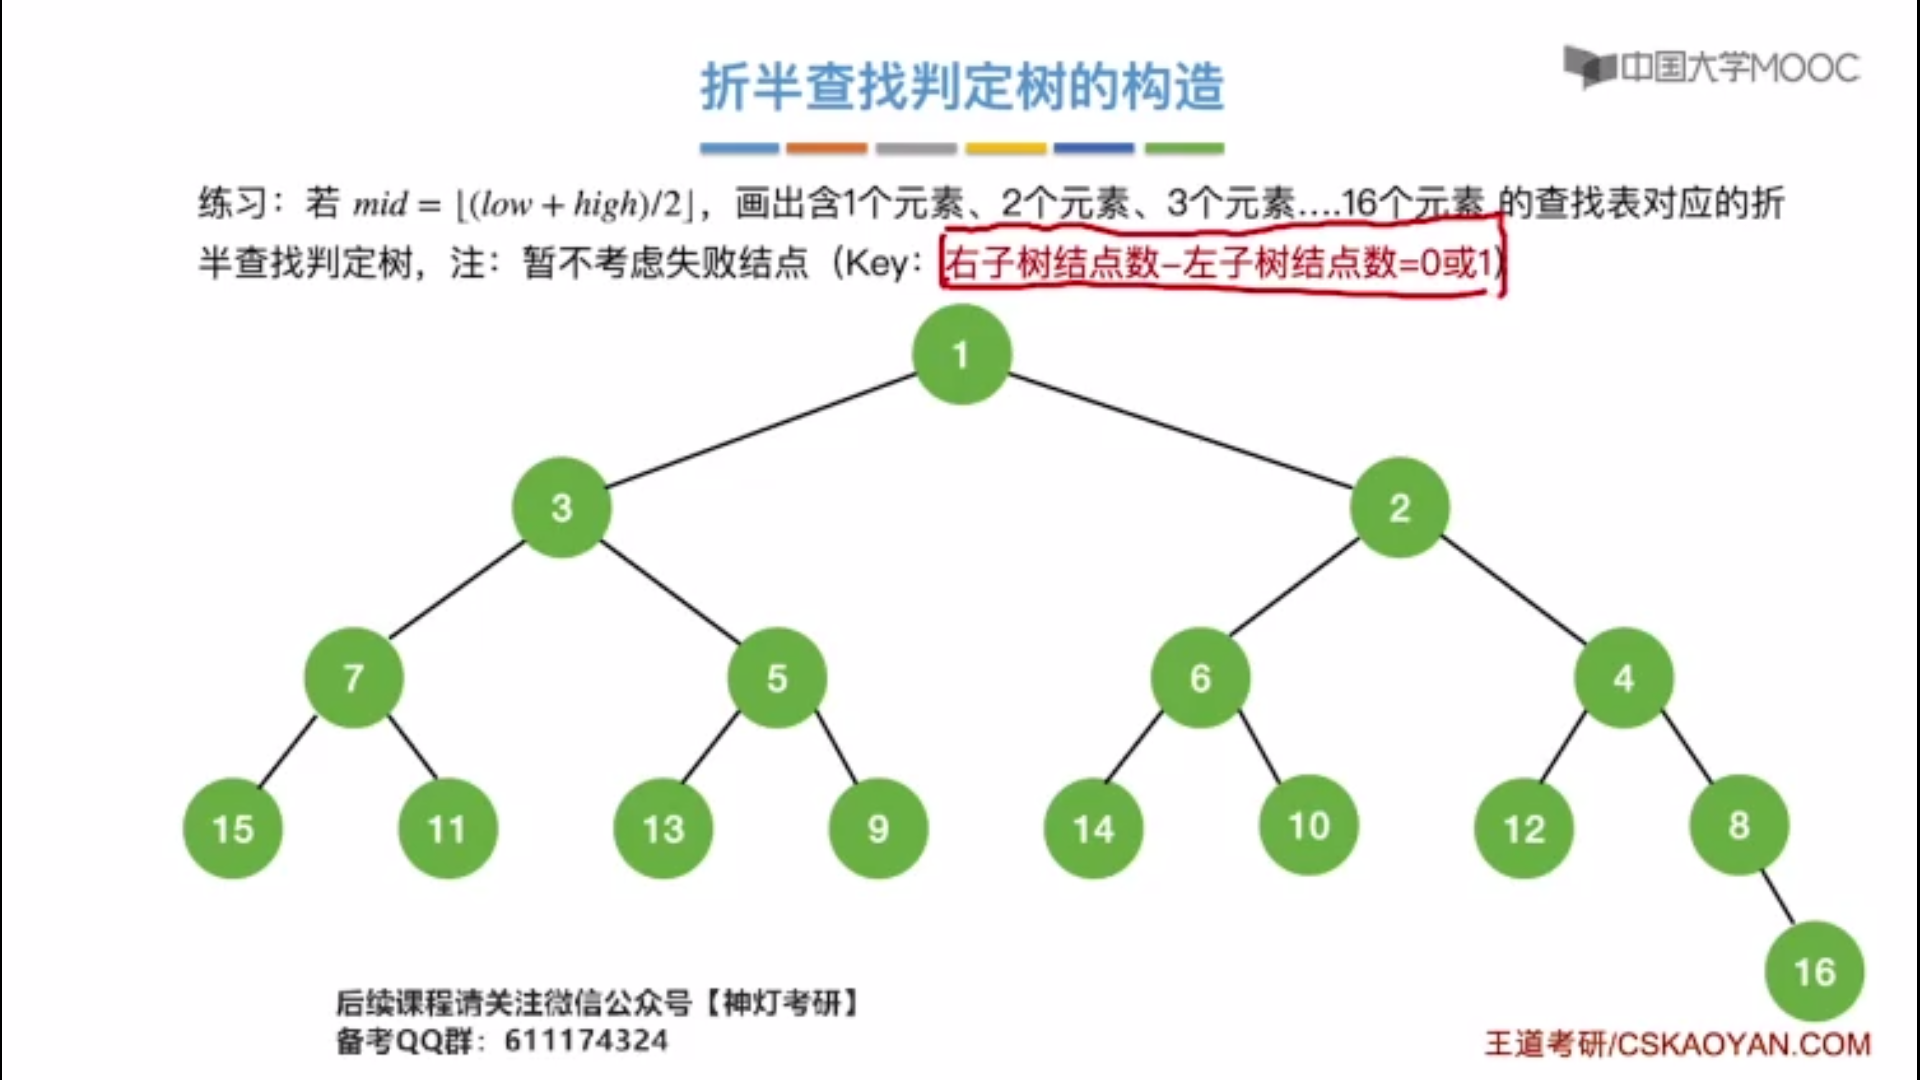 折半查找判定树的构造
中国大学MOOC
练习：若 mid = ⌊(low + high)/2⌋，画出含1个元素、2个元素、3个元素....16个元素 的查找表对应的折
半查找判定树，注：暂不考虑失败结点（Key：右子树结点数-左子树结点数=0或1）
1
3 2
7 5 6 4
15 11 13 9 14 10 12 8
16
后续课程请关注微信公众号【神灯考研】
备考QQ群：611174324
王道考研/CSKAOYAN.COM